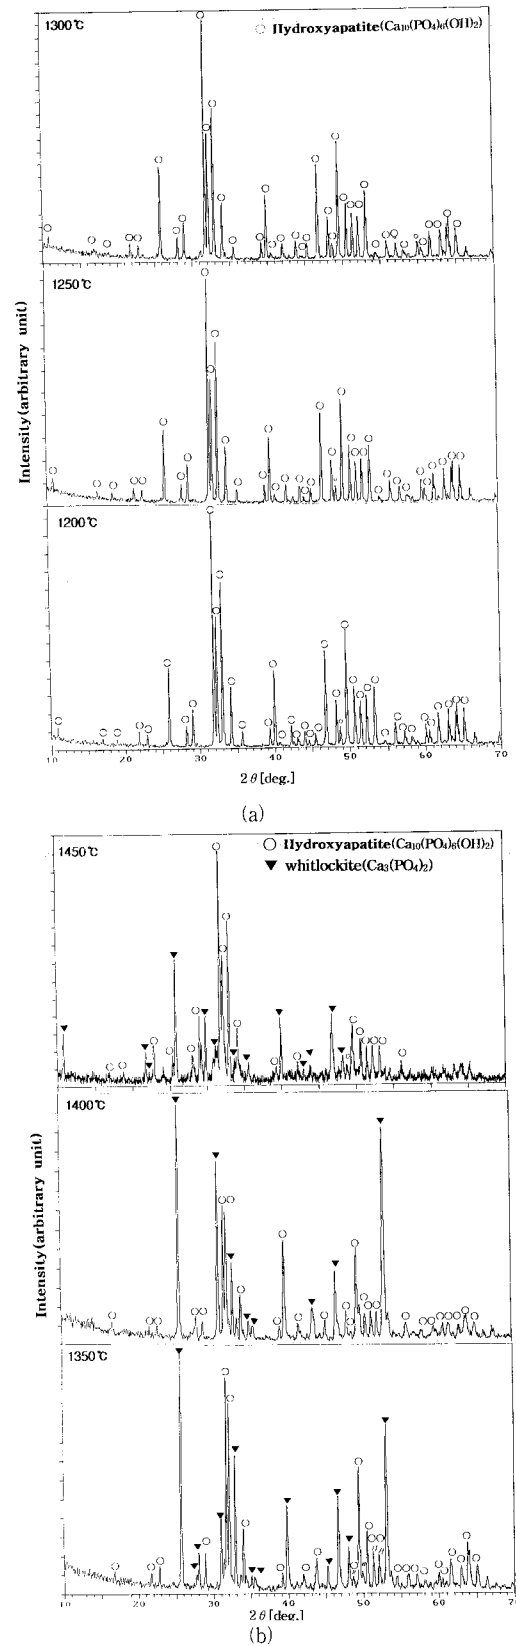 1300℃
○ Hydroxyapatite(Ca10(PO4)6(OH)2)
1250℃
Intensity(arbitrary unit)
1200℃
10 20 30 40 50 60 70
2θ[deg.]
(a)
1450℃
○ Hydroxyapatite(Ca10(PO4)6(OH)2)
▼ whitlockite(Ca3(PO4)2)
1400℃
Intensity(arbitrary unit)
1350℃
10 20 30 40 50 60 70
2θ[deg.]
(b)